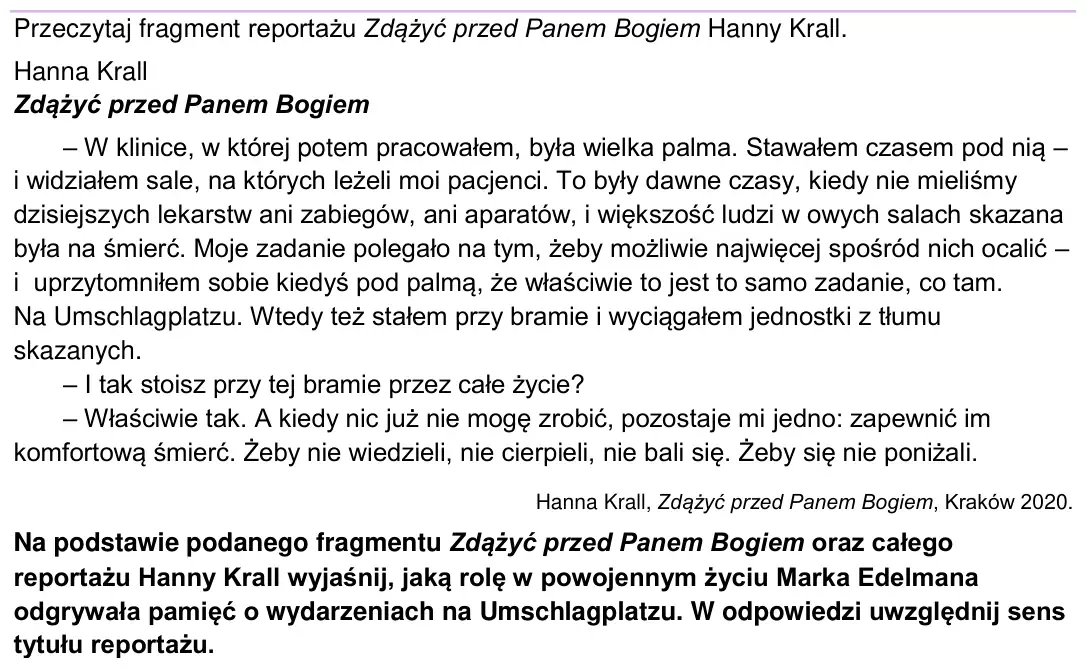 Przeczytaj fragment reportażu Zdążyć przed Panem Bogiem Hanny Krall.
Hanna Krall
Zdążyć przed Panem Bogiem
– W klinice, w której potem pracowałem, była wielka palma. Stawałem czasem pod nią –
i widziałem sale, na których leżeli moi pacjenci. To były dawne czasy, kiedy nie mieliśmy
dzisiejszych lekarstw ani zabiegów, ani aparatów, i większość ludzi w owych salach skazana
była na śmierć. Moje zadanie polegało na tym, żeby możliwie najwięcej spośród nich ocalić –
i uprzytomniłem sobie kiedyś pod palmą, że właściwie to jest to samo zadanie, co tam.
Na Umschlagplatzu. Wtedy też stałem przy bramie i wyciągałem jednostki z tłumu
skazanych.
– I tak stoisz przy tej bramie przez całe życie?
– Właściwie tak. A kiedy nic już nie mogę zrobić, pozostaje mi jedno: zapewnić im
komfortową śmierć. Żeby nie wiedzieli, nie cierpieli, nie bali się. Żeby się nie poniżali.
Hanna Krall, Zdążyć przed Panem Bogiem, Kraków 2020.
Na podstawie podanego fragmentu Zdążyć przed Panem Bogiem oraz całego
reportażu Hanny Krall wyjaśnij, jaką rolę w powojennym życiu Marka Edelmana
odgrywała pamięć o wydarzeniach na Umschlagplatzu. W odpowiedzi uwzględnij sens
tytułu reportażu.